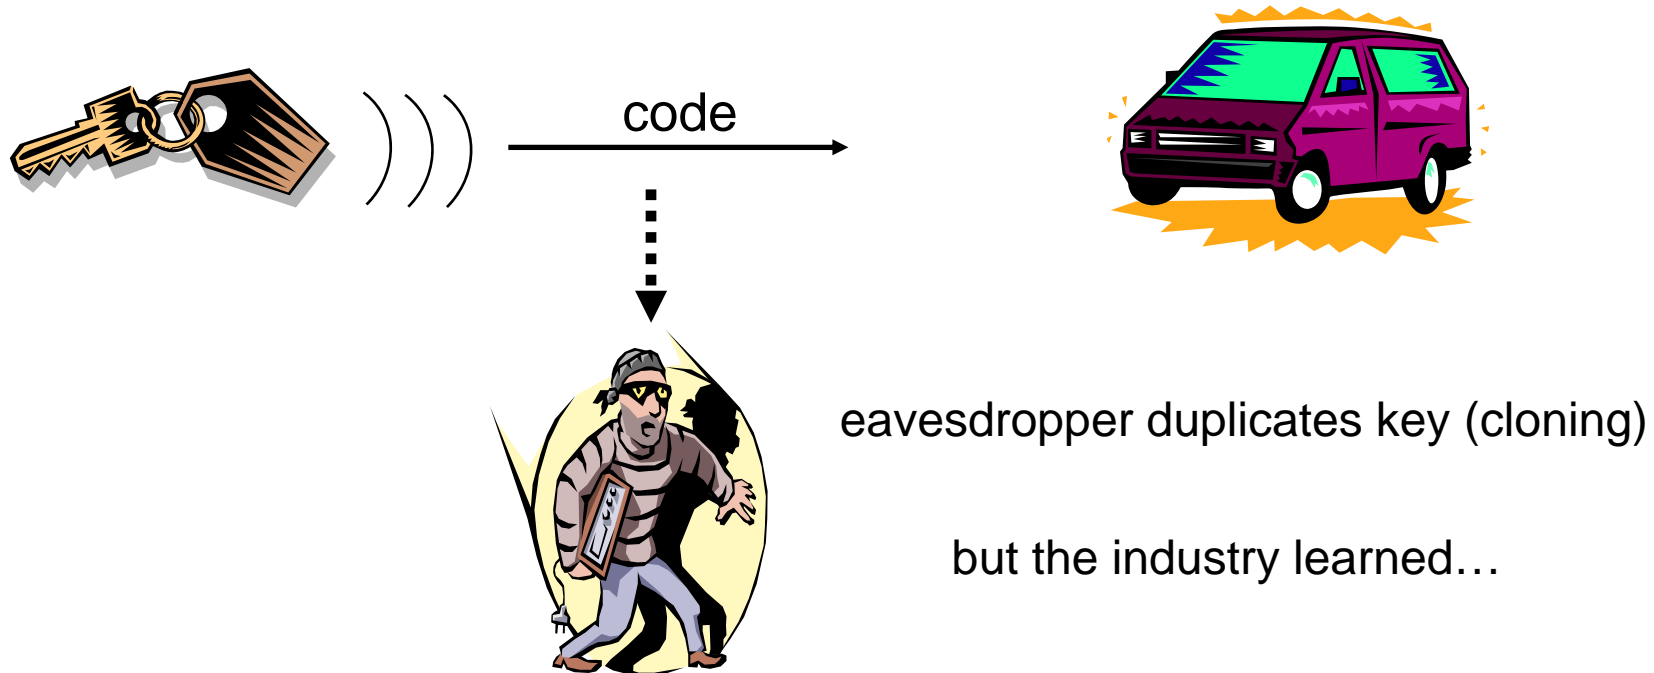 code
eavesdropper duplicates key (cloning)
but the industry learned…